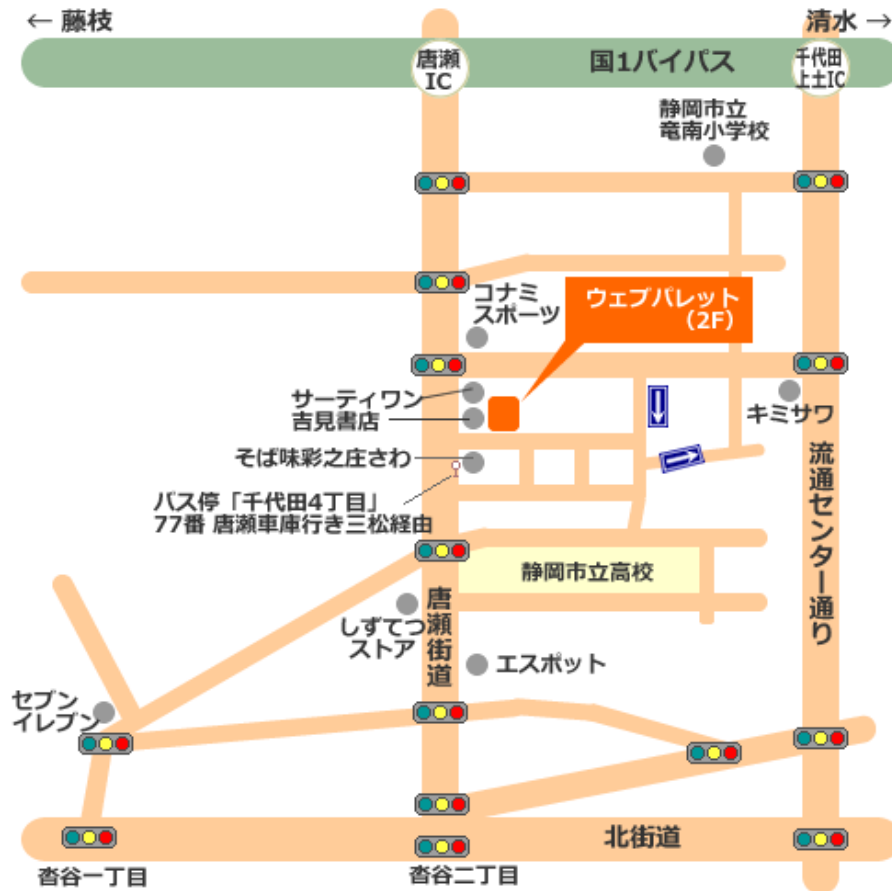 ← 藤枝
清水 →
唐瀬
IC
国1バイパス
千代田
上土IC
静岡市立
竜南小学校
コナミ
スポーツ
ウェブパレット
（2F）
サーティワン
吉見書店
キミサワ
そば味彩之庄さわ
バス停「千代田4丁目」
77番 唐瀬車庫行き三松経由
流通センター通り
静岡市立高校
唐瀬街道
しずてつ
ストア
エスポット
セブン
イレブン
北街道
沓谷一丁目
沓谷二丁目